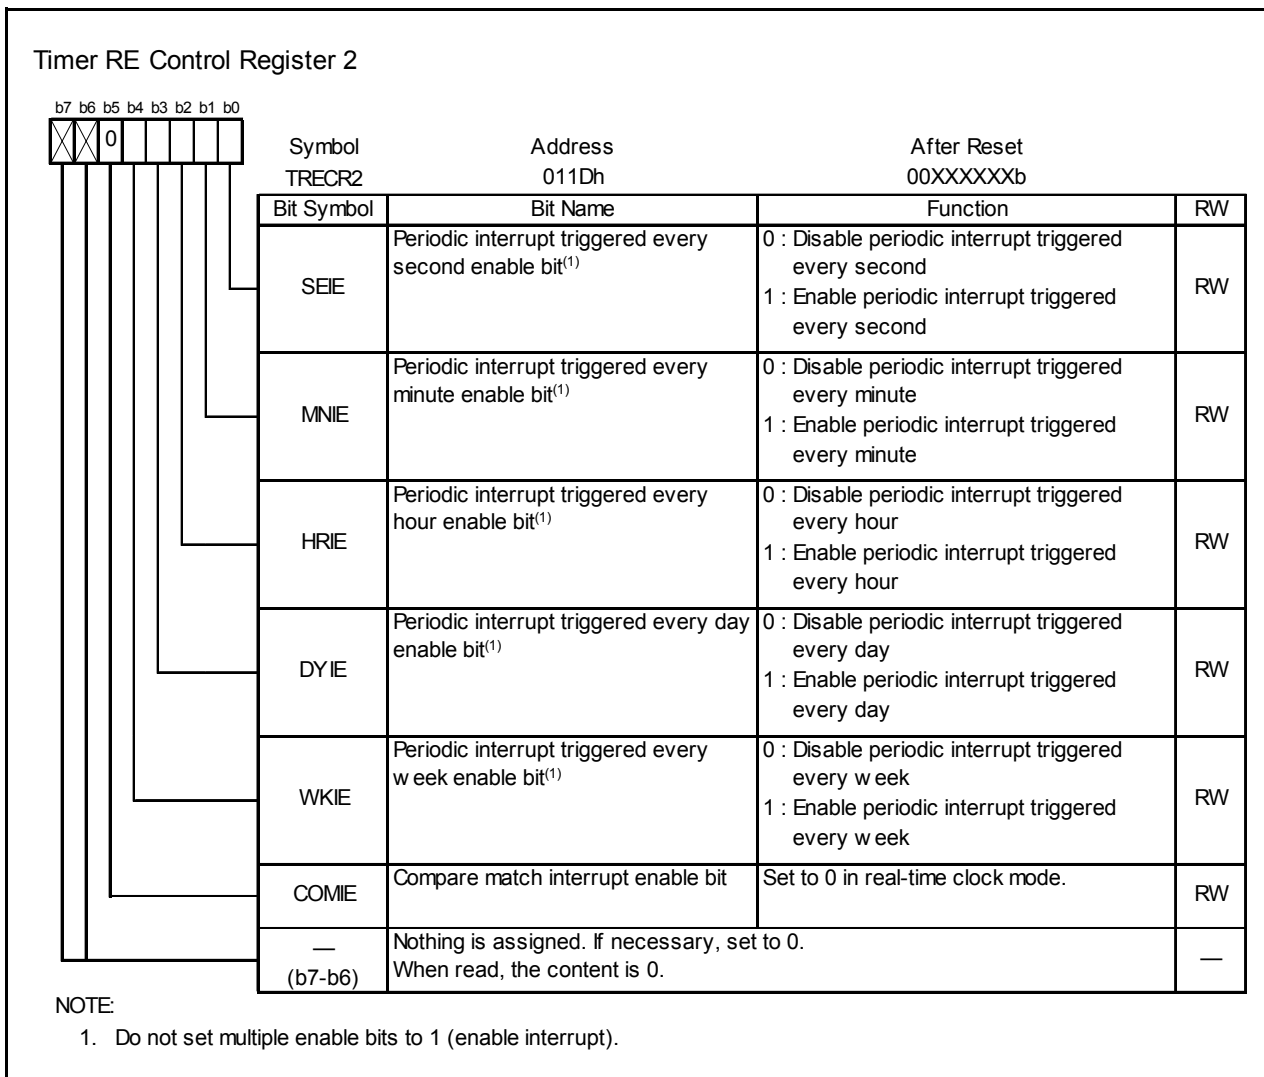 Timer RE Control Register 2
b7 b6 b5 b4 b3 b2 b1 b0
0
Symbol Address After Reset
TRECR2 011Dh 00XXXXXXb
Bit Symbol Bit Name Function RW
SEIE
Periodic interrupt triggered every
second enable bit(1)
0 : Disable periodic interrupt triggered
every second
1 : Enable periodic interrupt triggered
every second
RW
MNIE
Periodic interrupt triggered every
minute enable bit(1)
0 : Disable periodic interrupt triggered
every minute
1 : Enable periodic interrupt triggered
every minute
RW
HRIE
Periodic interrupt triggered every
hour enable bit(1)
0 : Disable periodic interrupt triggered
every hour
1 : Enable periodic interrupt triggered
every hour
RW
DYIE
Periodic interrupt triggered every day
enable bit(1)
0 : Disable periodic interrupt triggered
every day
1 : Enable periodic interrupt triggered
every day
RW
WKIE
Periodic interrupt triggered every
week enable bit(1)
0 : Disable periodic interrupt triggered
every week
1 : Enable periodic interrupt triggered
every week
RW
COMIE
Compare match interrupt enable bit
Set to 0 in real-time clock mode.
RW
—
(b7-b6)
Nothing is assigned. If necessary, set to 0.
When read, the content is 0.
—
NOTE:
1. Do not set multiple enable bits to 1 (enable interrupt).